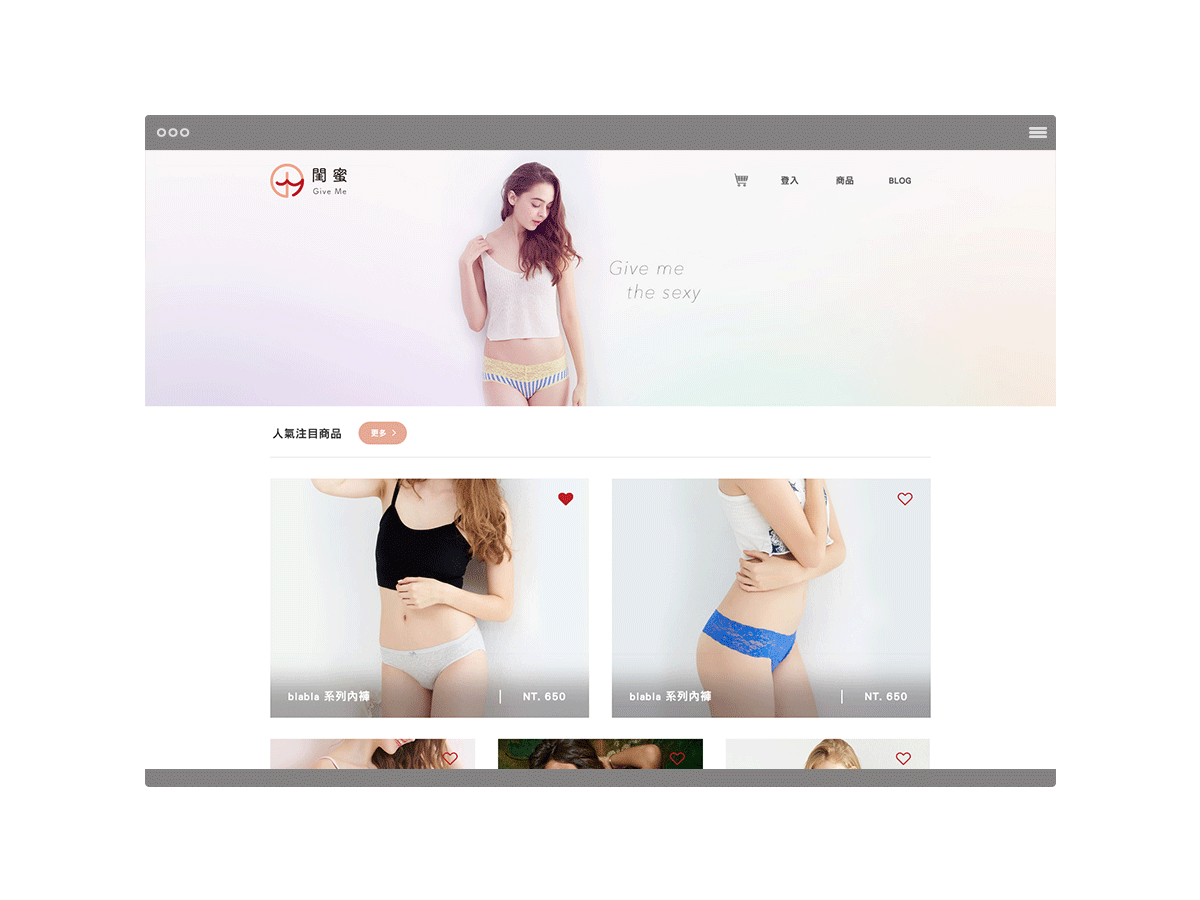 閨蜜
Give Me
登入
商品
BLOG
Give me
the sexy
人氣注目商品
更多
blabla 系列內褲
NT. 650
blabla 系列內褲
NT. 650